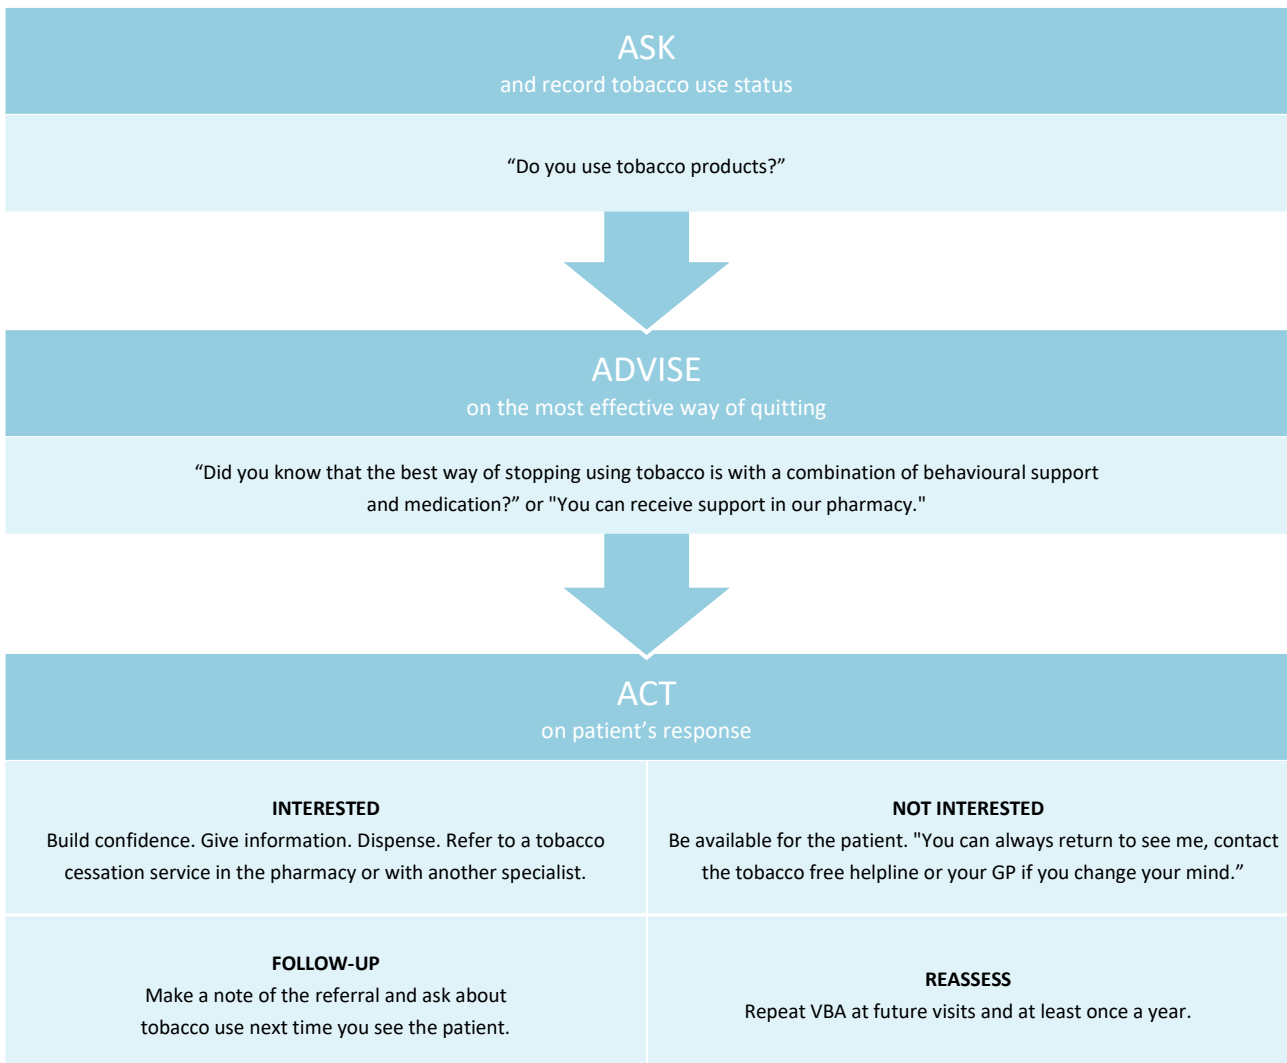 ASK
and record tobacco use status
“Do you use tobacco products?”
ADVISE
on the most effective way of quitting
“Did you know that the best way of stopping using tobacco is with a combination of behavioural support
and medication?” or "You can receive support in our pharmacy."
ACT
on patient’s response
INTERESTED
Build confidence. Give information. Dispense. Refer to a tobacco
cessation service in the pharmacy or with another specialist.
NOT INTERESTED
Be available for the patient. "You can always return to see me, contact
the tobacco free helpline or your GP if you change your mind.”
FOLLOW-UP
Make a note of the referral and ask about
tobacco use next time you see the patient.
REASSESS
Repeat VBA at future visits and at least once a year.